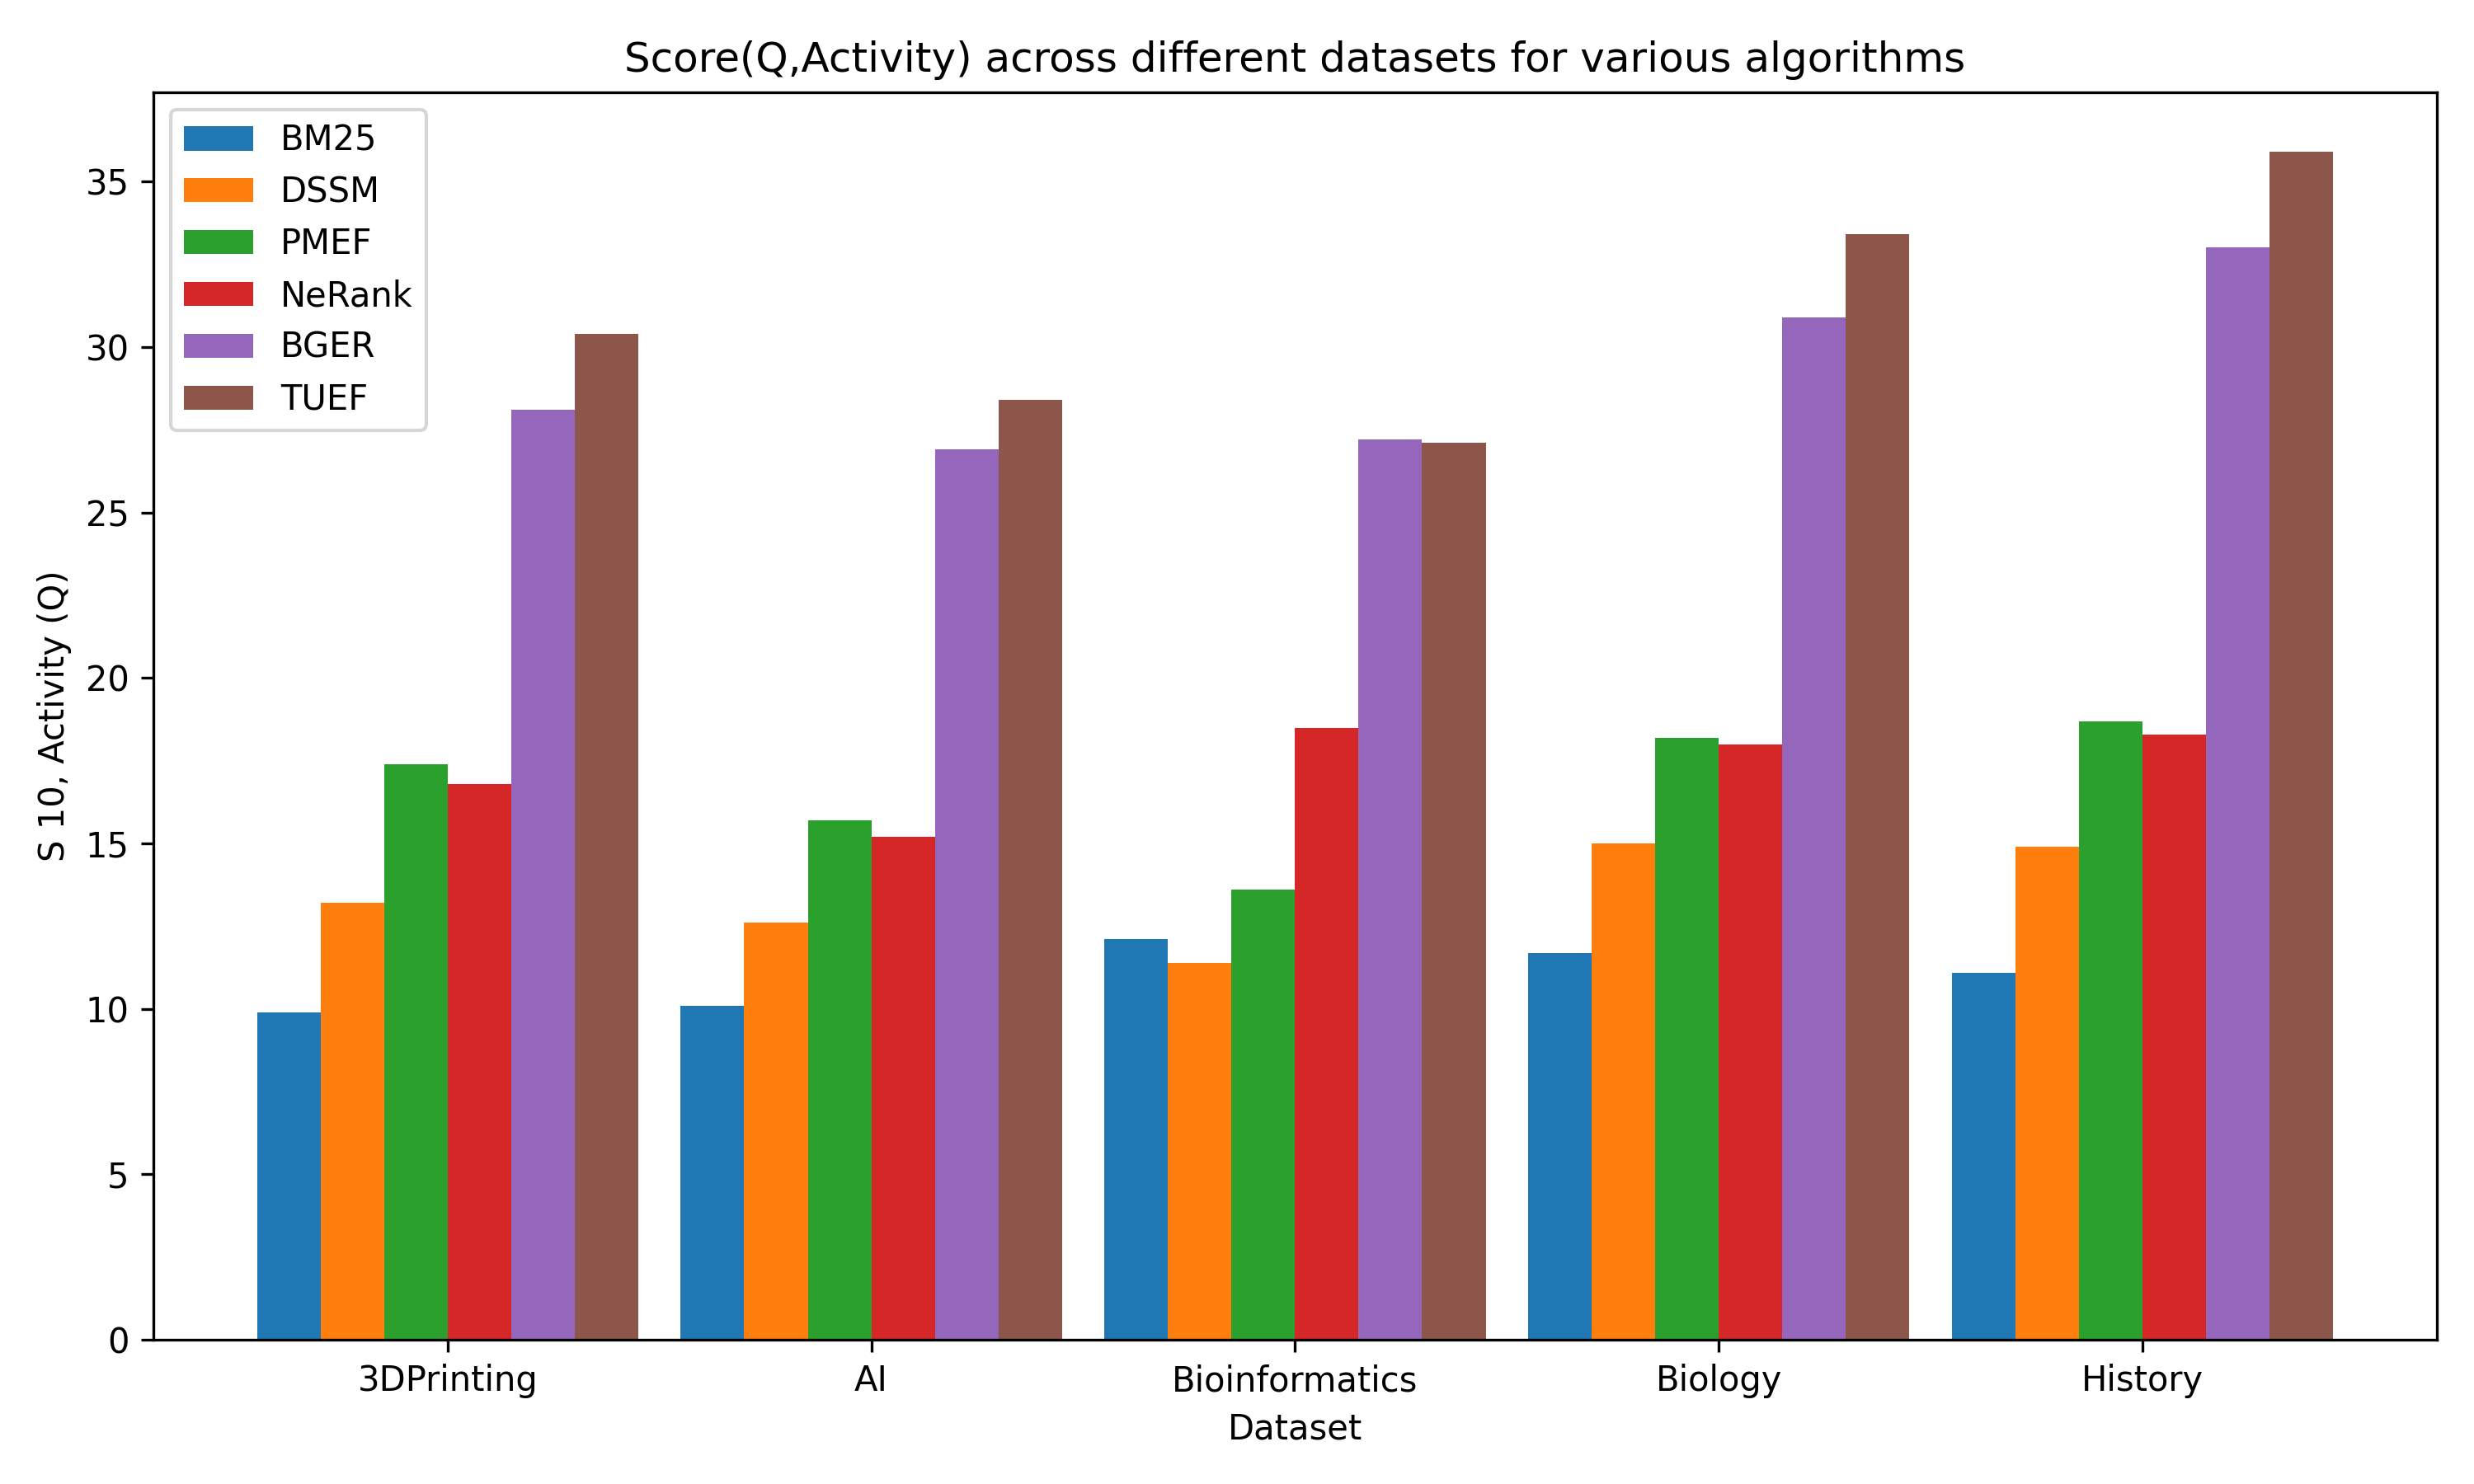 Score(Q,Activity) across different datasets for various algorithms
BM25
DSSM
PMEF
NeRank
BGER
TUEF
S 10, Activity (Q)
35
30
25
20
15
10
5
0
3DPrinting
AI
Bioinformatics
Biology
History
Dataset